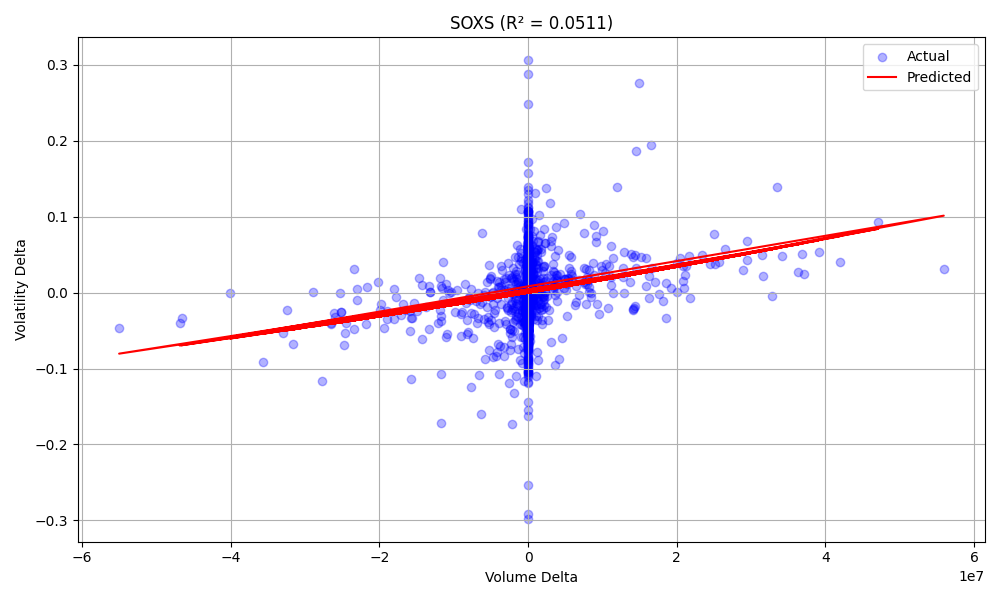 SOXS (R² = 0.0511)
Actual
Predicted
Volatility Delta
0.3
0.2
0.1
0.0
−0.1
−0.2
−0.3
−6 −4 −2 0 2 4 6
1e7
Volume Delta